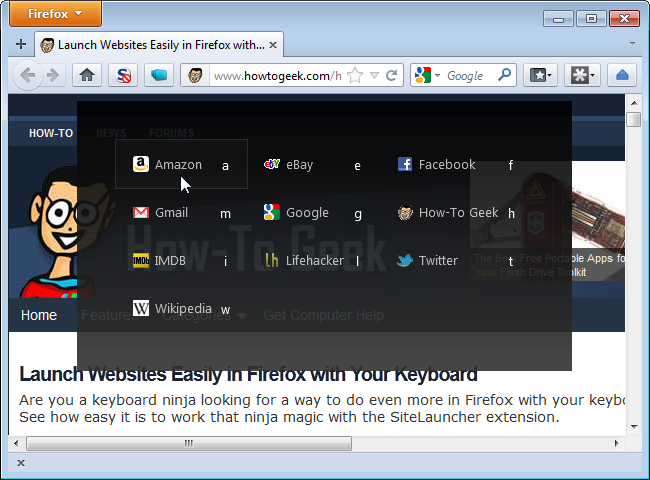 Firefox
Launch Websites Easily in Firefox with...
www.howtogeek.com/h
Google
HOW-TO NEWS FORUMS
Amazon a eBay e Facebook f
Gmail m Google g How-To Geek h
How-To Geek
IMDB i Lifehacker l Twitter t
The Best Free Portable Apps for
Your Flash Drive Toolkit
Wikipedia w
Home Features Categories Get Computer Help
Launch Websites Easily in Firefox with Your Keyboard
Are you a keyboard ninja looking for a way to do even more in Firefox with your keybo
See how easy it is to work that ninja magic with the SiteLauncher extension.